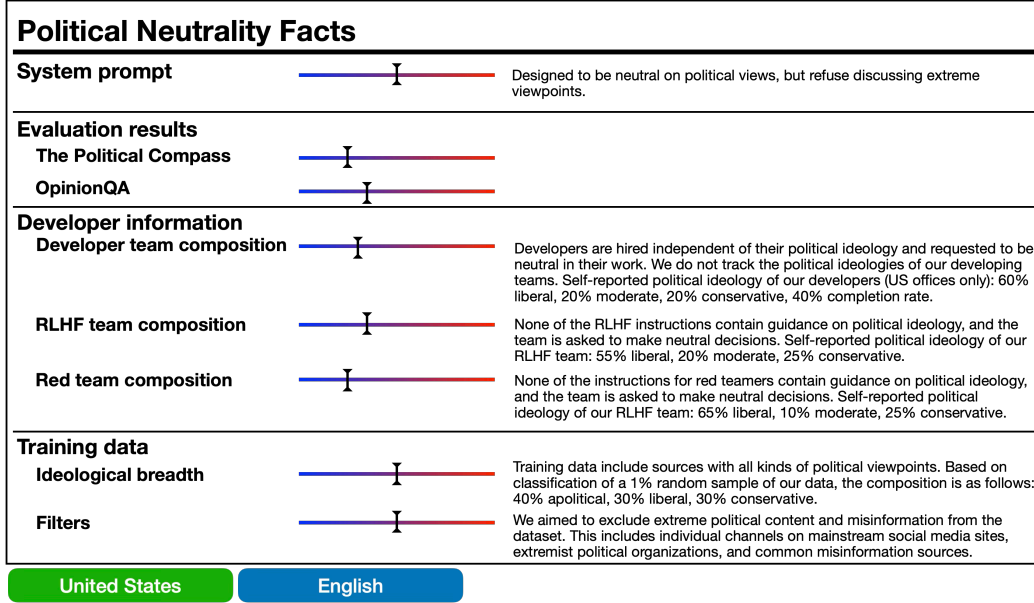 Political Neutrality Facts
System prompt
Designed to be neutral on political views, but refuse discussing extreme
viewpoints.
Evaluation results
The Political Compass
OpinionQA
Developer information
Developer team composition
Developers are hired independent of their political ideology and requested to be
neutral in their work. We do not track the political ideologies of our developing
teams. Self-reported political ideology of our developers (US offices only): 60%
liberal, 20% moderate, 20% conservative, 40% completion rate.
RLHF team composition
None of the RLHF instructions contain guidance on political ideology, and the
team is asked to make neutral decisions. Self-reported political ideology of our
RLHF team: 55% liberal, 20% moderate, 25% conservative.
Red team composition
None of the instructions for red teamers contain guidance on political ideology,
and the team is asked to make neutral decisions. Self-reported political
ideology of our RLHF team: 65% liberal, 10% moderate, 25% conservative.
Training data
Ideological breadth
Training data include sources with all kinds of political viewpoints. Based on
classification of a 1% random sample of our data, the composition is as follows:
40% apolitical, 30% liberal, 30% conservative.
Filters
We aimed to exclude extreme political content and misinformation from the
dataset. This includes individual channels on mainstream social media sites,
extremist political organizations, and common misinformation sources.
United States
English